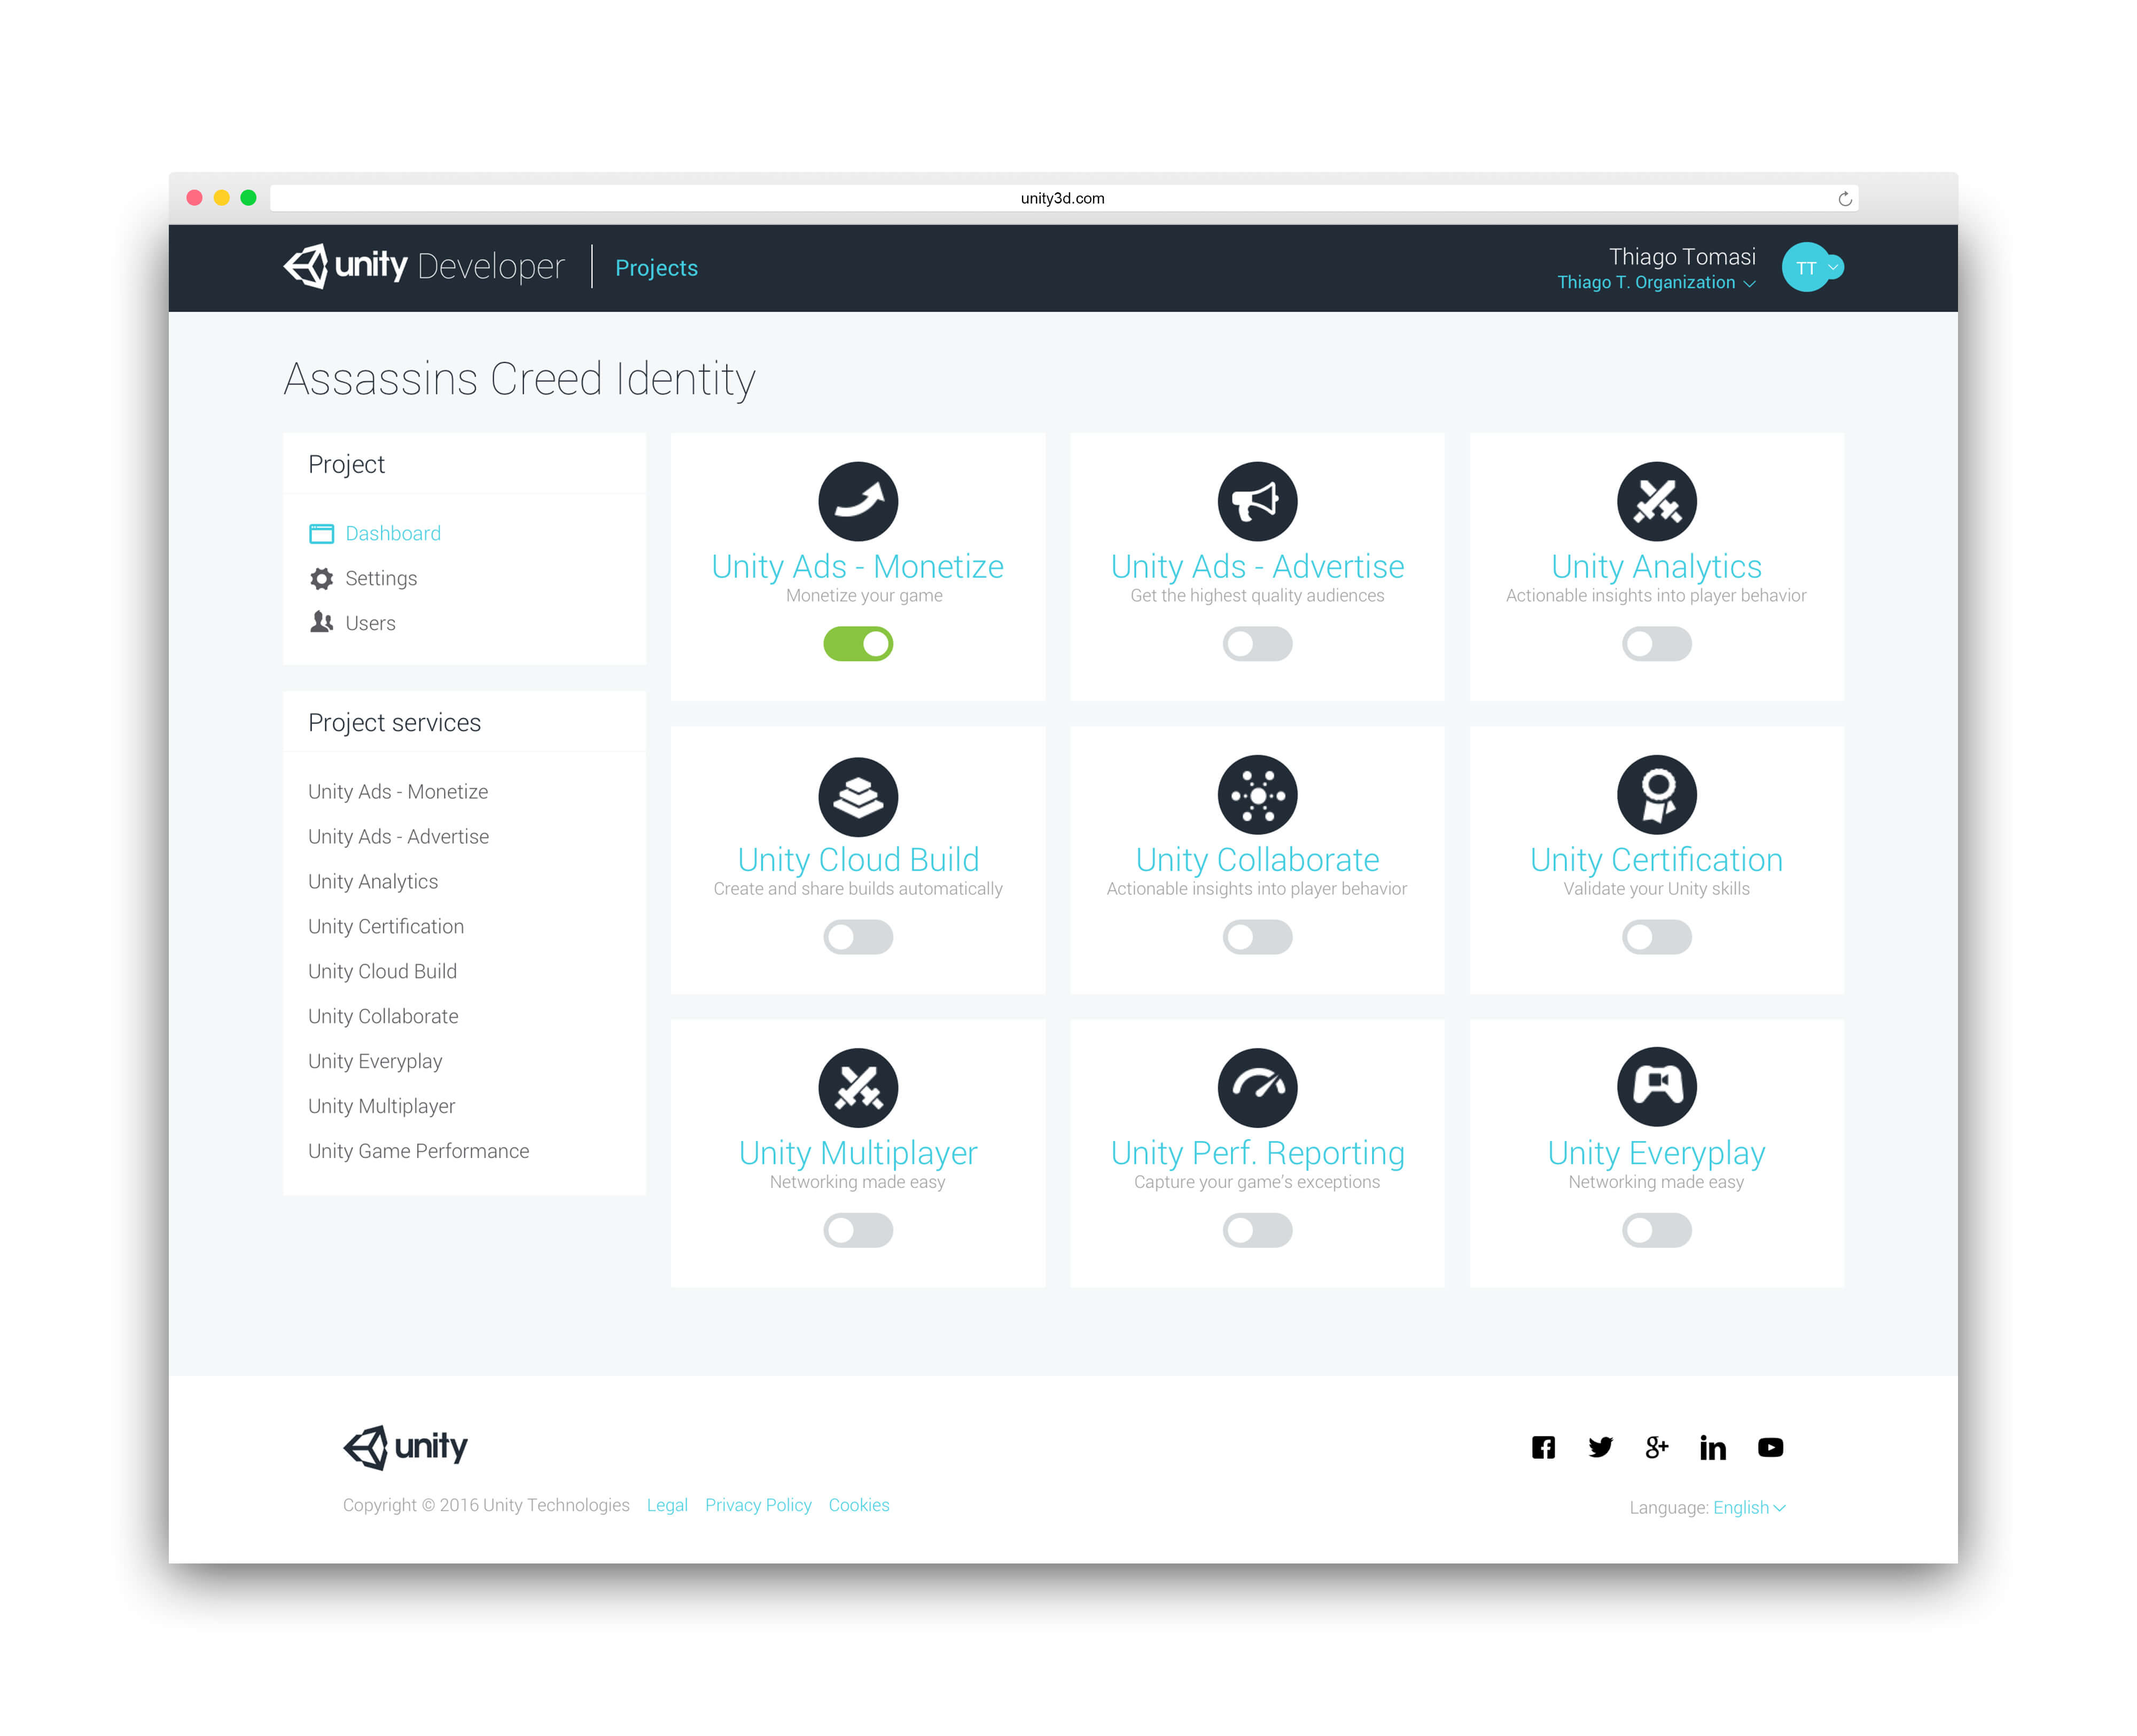 unity3d.com
unity Developer
Projects
Thiago Tomasi
Thiago T. Organization
TT
Assassins Creed Identity
Project
Dashboard
Settings
Users
Project services
Unity Ads - Monetize
Unity Ads - Advertise
Unity Analytics
Unity Certification
Unity Cloud Build
Unity Collaborate
Unity Everyplay
Unity Multiplayer
Unity Game Performance
Unity Ads - Monetize
Monetize your game
Unity Ads - Advertise
Get the highest quality audiences
Unity Analytics
Actionable insights into player behavior
Unity Cloud Build
Create and share builds automatically
Unity Collaborate
Actionable insights into player behavior
Unity Certification
Validate your Unity skills
Unity Multiplayer
Networking made easy
Unity Perf. Reporting
Capture your game’s exceptions
Unity Everyplay
Networking made easy
unity
Copyright © 2016 Unity Technologies Legal Privacy Policy Cookies
Language: English